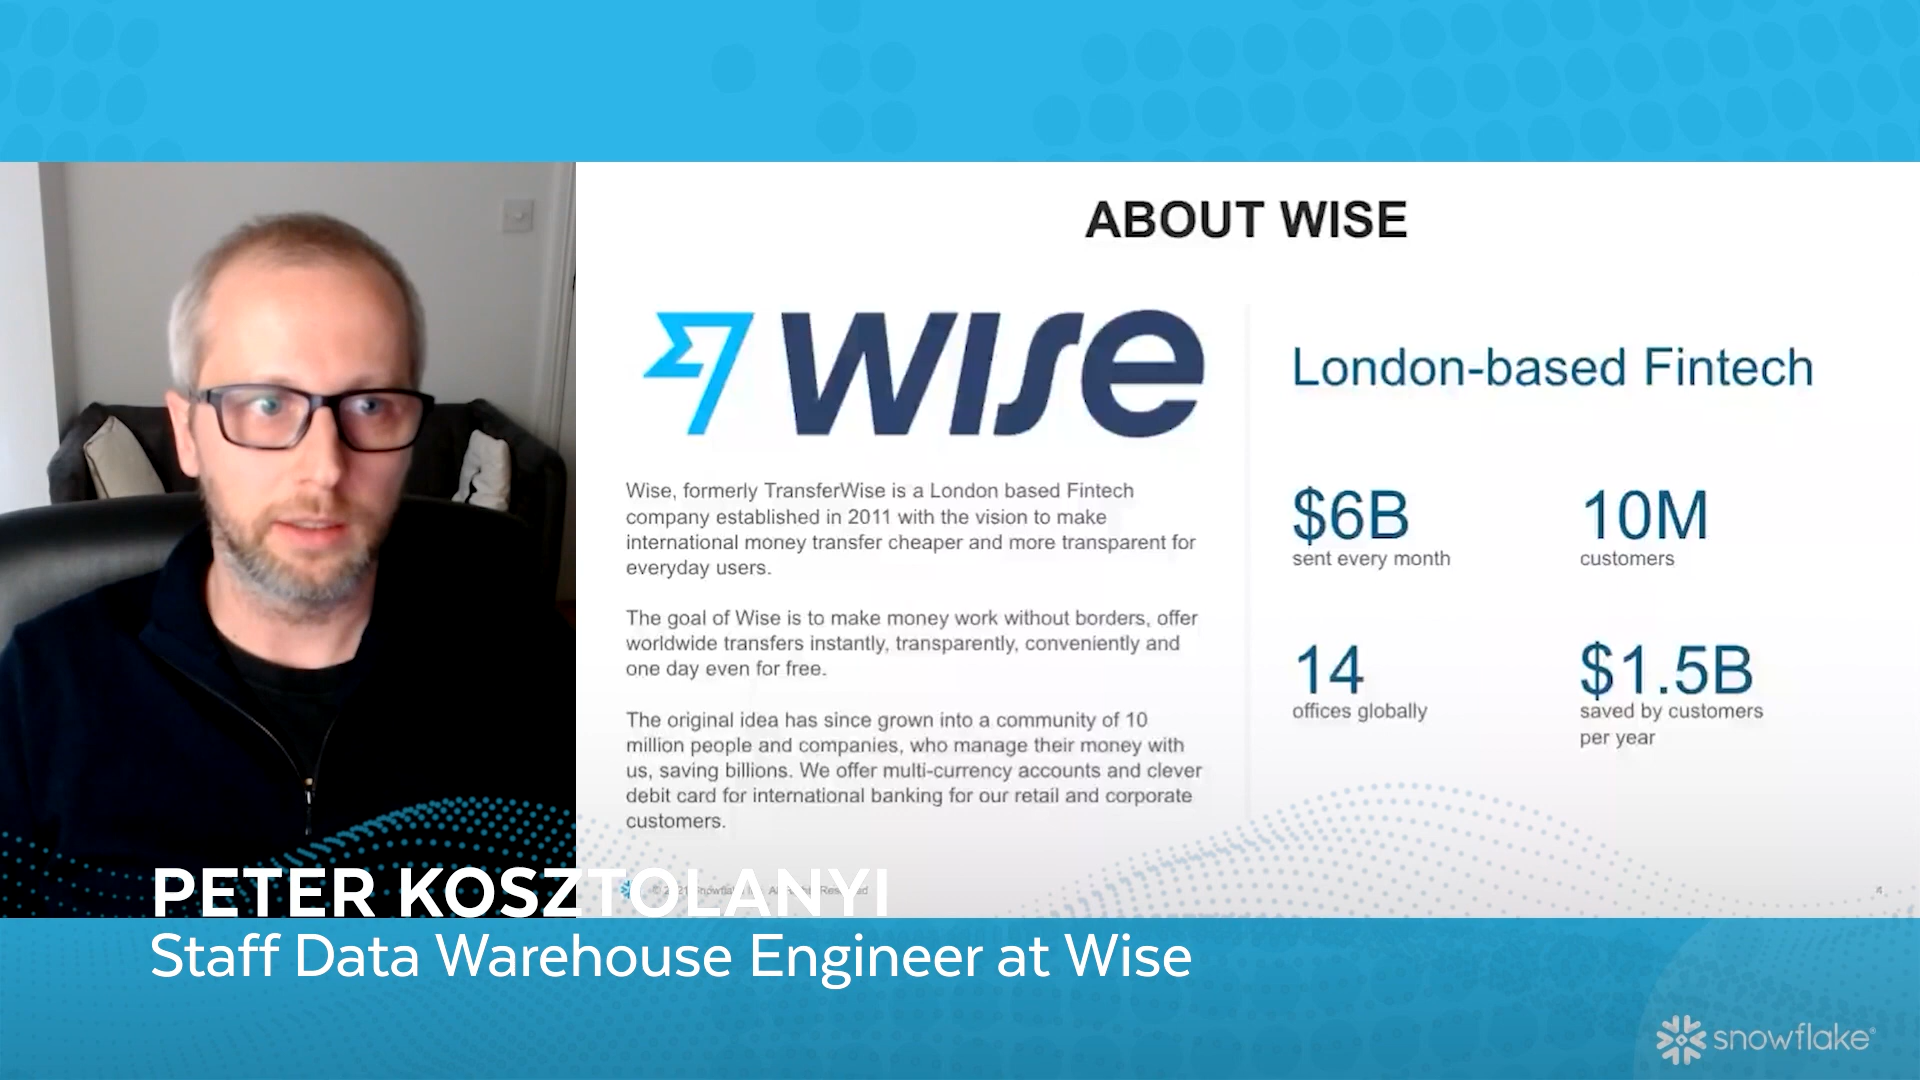 ABOUT WISE
wise
Wise, formerly TransferWise is a London based Fintech
company established in 2011 with the vision to make
international money transfer cheaper and more transparent for
everyday users.
The goal of Wise is to make money work without borders, offer
worldwide transfers instantly, transparently, conveniently and
one day even for free.
The original idea has since grown into a community of 10
million people and companies, who manage their money with
us, saving billions. We offer multi-currency accounts and clever
debit card for international banking for our retail and corporate
customers.
London-based Fintech
$6B
sent every month
10M
customers
14
offices globally
$1.5B
saved by customers
per year
4
PETER KOSZTOLANYI
Staff Data Warehouse Engineer at Wise
snowflake®